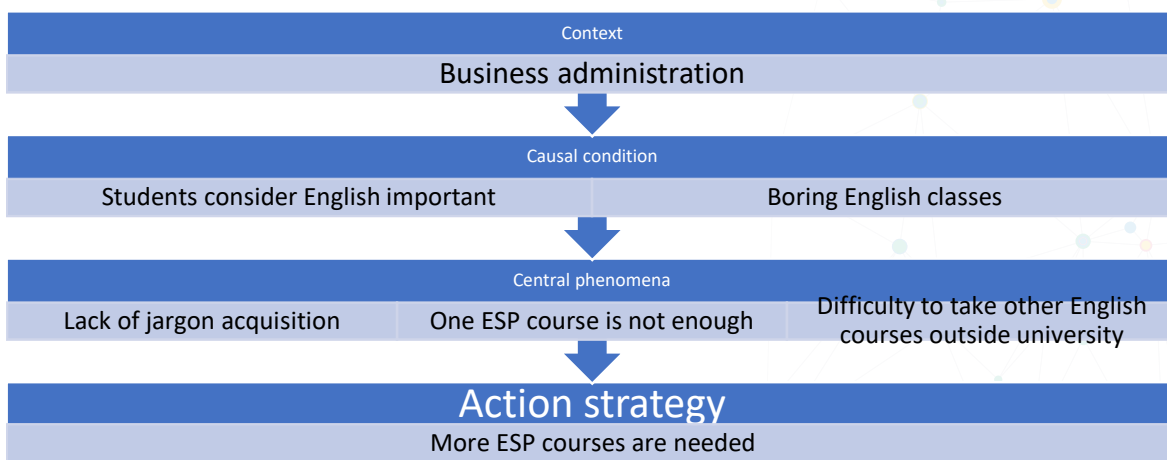 Context
Business administration
Causal condition
Students consider English important
Boring English classes
Central phenomena
Lack of jargon acquisition
One ESP course is not enough
Difficulty to take other English
courses outside university
Action strategy
More ESP courses are needed